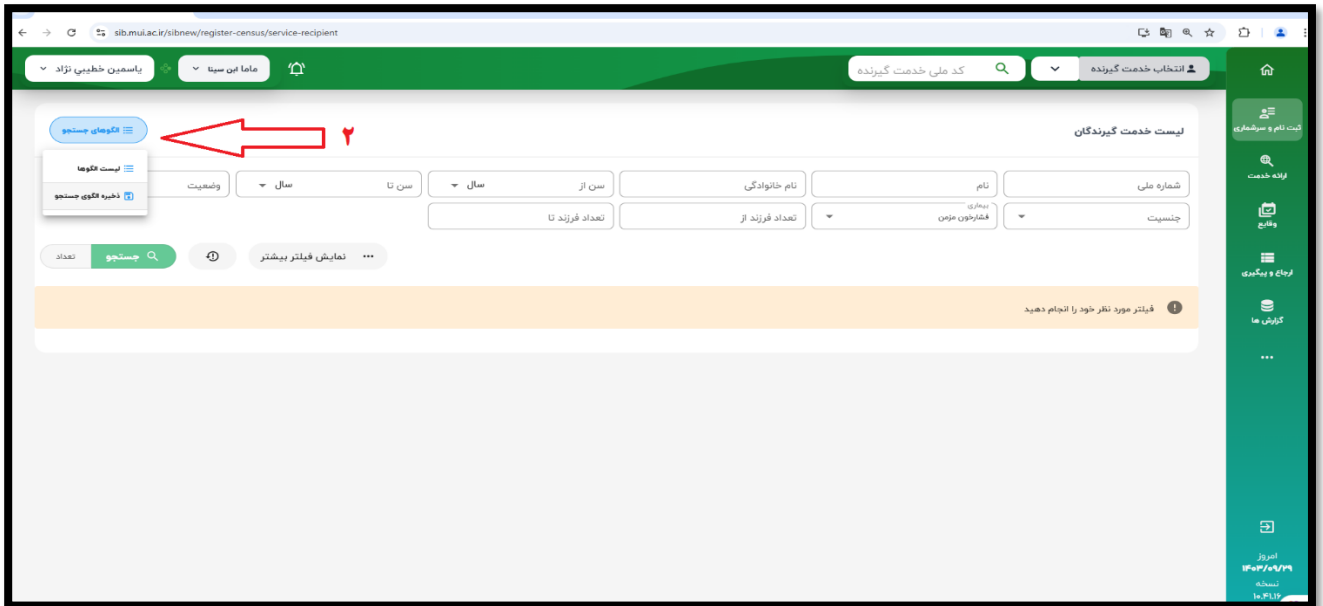 sib.mui.ac.ir/sibnew/register-census/service-recipient
انتخاب خدمت گیرنده
کد ملی خدمت گیرنده
ماما ابن سینا
یاسمین خطیبی نژاد
ثبت نام و سرشماری
ارائه خدمت
وقایع
ارجاع و پیگیری
گزارش ها
لیست خدمت گیرندگان
۲
الگوهای جستجو
لیست الگوها
ذخیره الگوی جستجو
شماره ملی
نام
نام خانوادگی
سن از
سال
سن تا
سال
وضعیت
جنسیت
بیماری
فشارخون مزمن
تعداد فرزند از
تعداد فرزند تا
نمایش فیلتر بیشتر
جستجو
تعداد
فیلتر مورد نظر خود را انجام دهید
امروز
۱۴۰۳/۰۹/۲۹
نسخه
۱۰.۴۱.۱۶